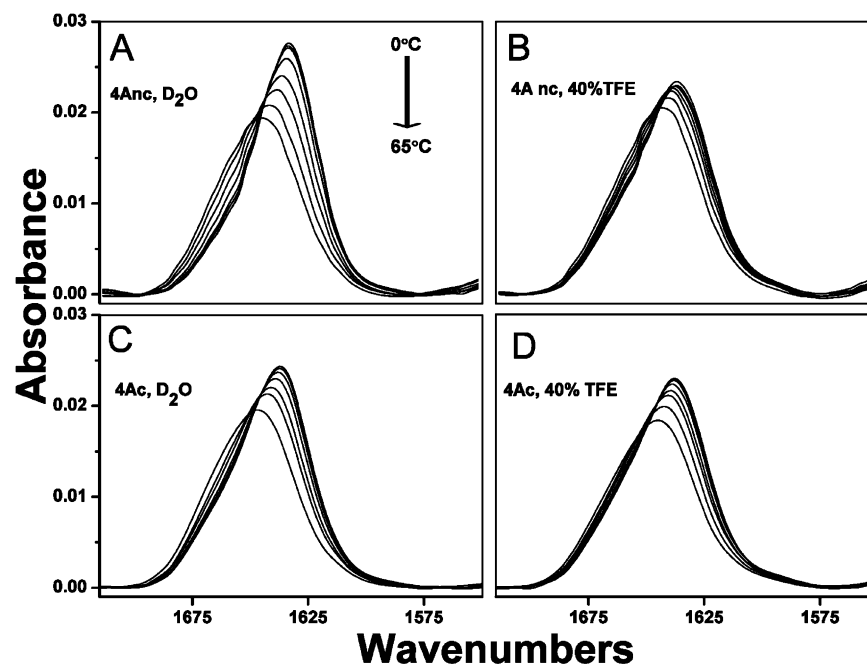 Absorbance
0.03
0.02
0.01
0.00
A
4Anc, D₂O
0°C
65°C
B
4A nc, 40%TFE
0.03
0.02
0.01
0.00
C
4Ac, D₂O
D
4Ac, 40% TFE
1675
1625
1575
1675
1625
1575
Wavenumbers